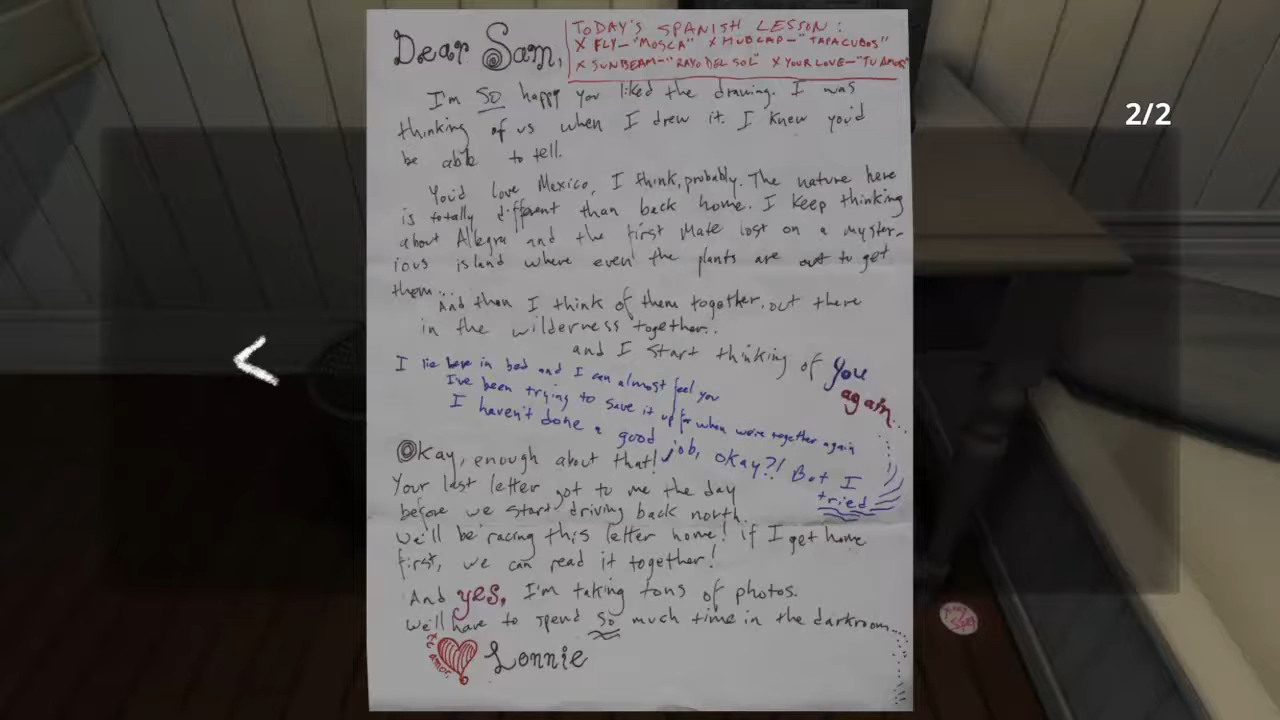 Dear Sam,
TODAY'S SPANISH LESSON:
x FLY-"MOSCA" x HUBCAP-"TAPACUBOS"
x SUNBEAM-"RAYO DEL SOL" x YOUR LOVE-"TU AMOR"
I'm SO happy you liked the drawing. I was
thinking of us when I drew it. I knew you'd
be able to tell.
You'd love Mexico, I think, probably. The nature here
is totally different than back home. I keep thinking
about Allegra and the first Mate lost on a myster-
ious island where even the plants are out to get
them...
And then I think of them together, out there
in the wilderness together..
and I start thinking of you
again...
I lie here in bed and I can almost feel you
I've been trying to save it up for when we're together again
I haven't done a good job, okay?! But I
tried
Okay, enough about that!
Your last letter got to me the day
before we start driving back north.
We'll be racing this letter home! if I get home
first, we can read it together!
And yes, I'm taking tons of photos.
We'll have to spend so much time in the darkroom...
Lonnie
2/2